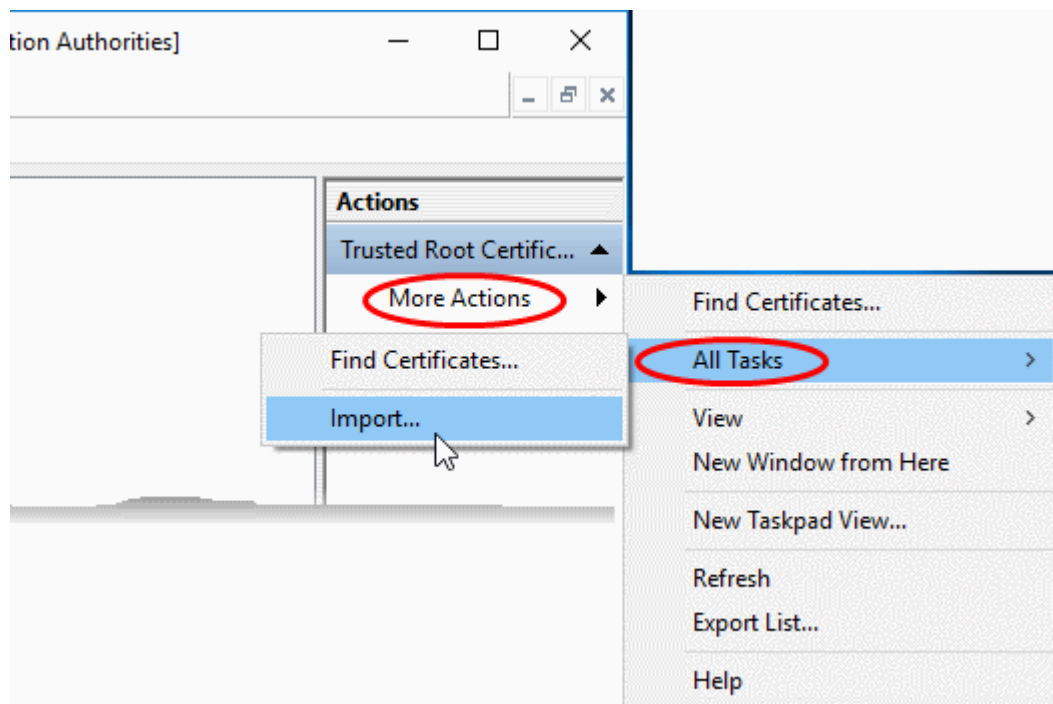 tion Authorities]
Actions
Trusted Root Certific...
More Actions
Find Certificates...
Import...
Find Certificates...
All Tasks
View
New Window from Here
New Taskpad View...
Refresh
Export List...
Help